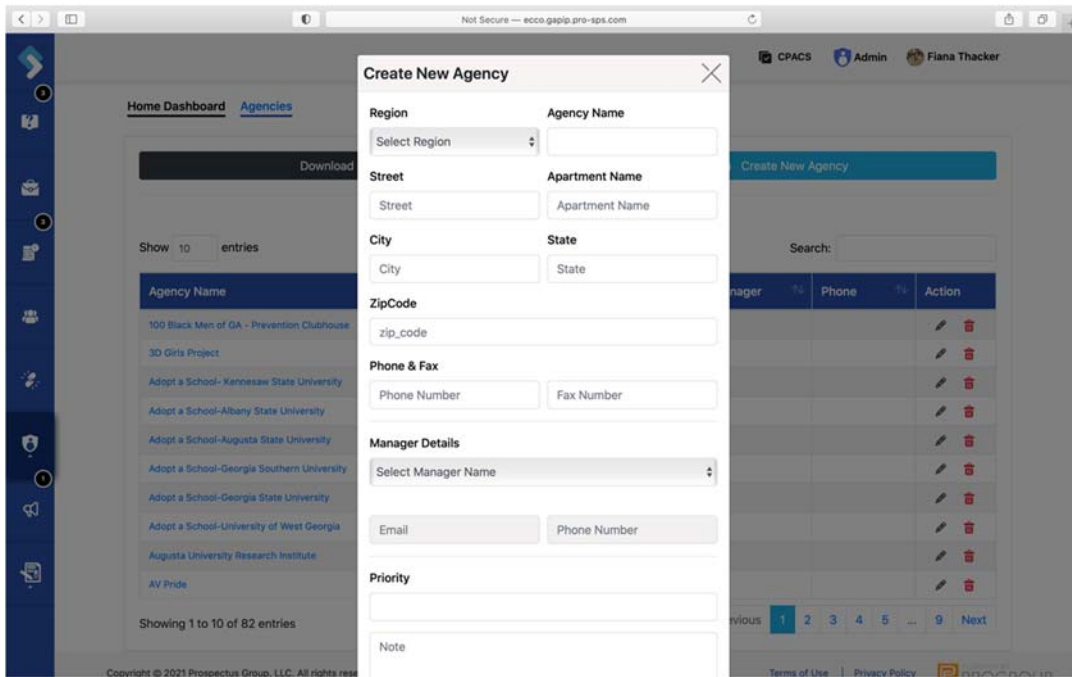 Not Secure — ecco.gapip.pro-sps.com
CPACS Admin Fiana Thacker
3
Home Dashboard Agencies
Download
Create New Agency
3
Show 10 entries
Search:
Agency Name
nager Phone Action
100 Black Men of GA - Prevention Clubhouse
3D Girls Project
Adopt a School- Kennesaw State University
Adopt a School-Albany State University
Adopt a School-Augusta State University
Adopt a School-Georgia Southern University
Adopt a School-Georgia State University
Adopt a School-University of West Georgia
Augusta University Research Institute
AV Pride
1
Showing 1 to 10 of 82 entries
evious 1 2 3 4 5 ... 9 Next
Copyright © 2021 Prospectus Group, LLC. All rights rese
Terms of Use | Privacy Policy
PROGROUP
Create New Agency
Region Agency Name
Select Region
Street Apartment Name
Street Apartment Name
City State
City State
ZipCode
zip_code
Phone & Fax
Phone Number Fax Number
Manager Details
Select Manager Name
Email Phone Number
Priority
Note